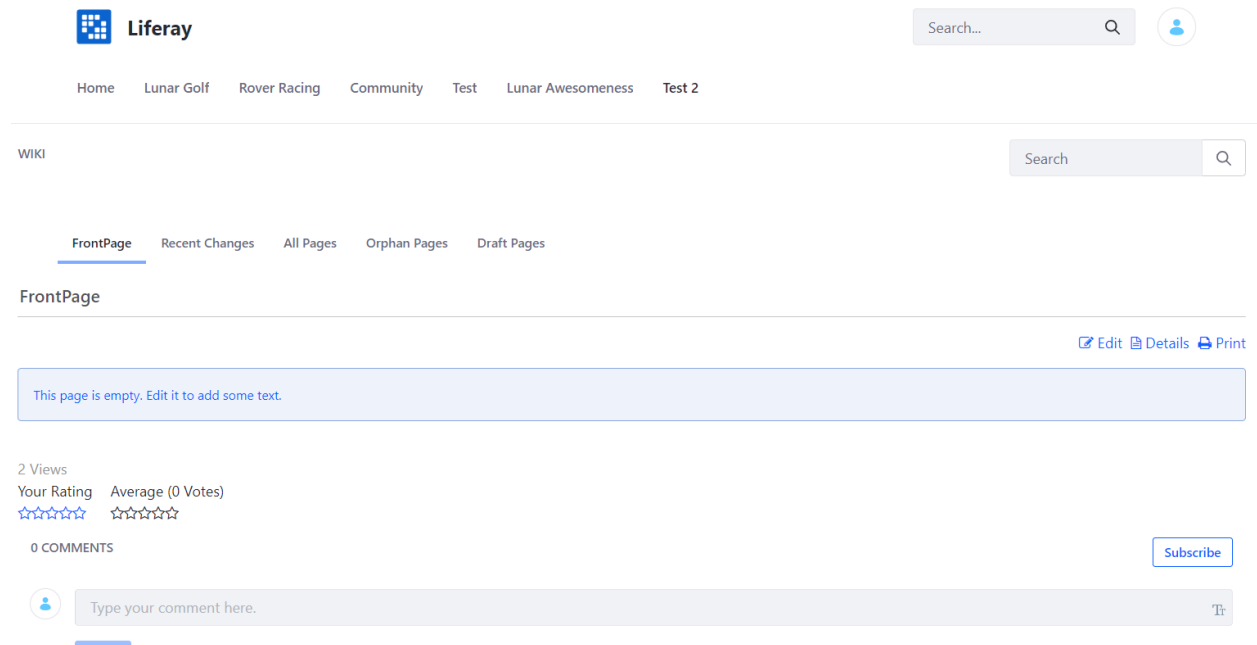 Liferay
Search...
Home Lunar Golf Rover Racing Community Test Lunar Awesomeness Test 2
WIKI
Search
FrontPage Recent Changes All Pages Orphan Pages Draft Pages
FrontPage
Edit Details Print
This page is empty. Edit it to add some text.
2 Views
Your Rating Average (0 Votes)
0 COMMENTS
Subscribe
Type your comment here.
Tr